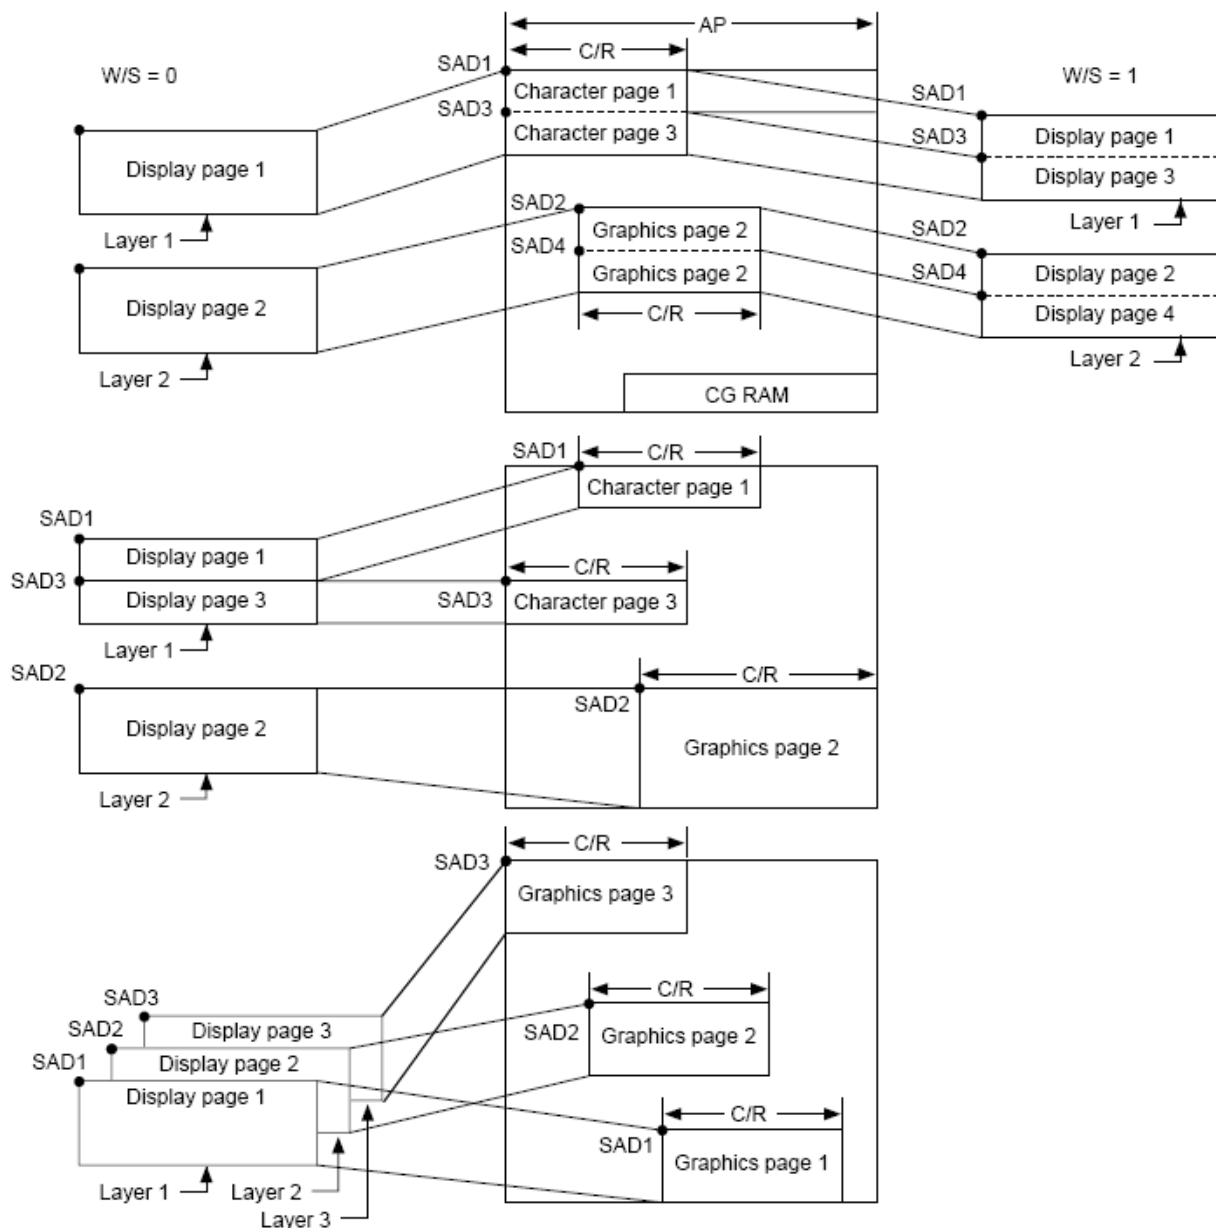 AP
C/R
W/S = 0
SAD1
W/S = 1
Character page 1
SAD1
SAD3
Character page 3
Display page 1
SAD3
Display page 1
Display page 3
Layer 1
SAD2
Layer 1
Graphics page 2
SAD2
SAD4
Graphics page 2
Display page 2
SAD4
Display page 2
Display page 4
C/R
Layer 2
Layer 2
CG RAM
SAD1
C/R
Character page 1
SAD1
Display page 1
SAD3
C/R
Display page 3
SAD3
Character page 3
Layer 1
SAD2
C/R
SAD2
Display page 2
Graphics page 2
Layer 2
C/R
SAD3
Graphics page 3
C/R
SAD3
Display page 3
SAD2
SAD2
Graphics page 2
Display page 2
SAD1
Display page 1
C/R
SAD1
Graphics page 1
Layer 1
Layer 2
Layer 3